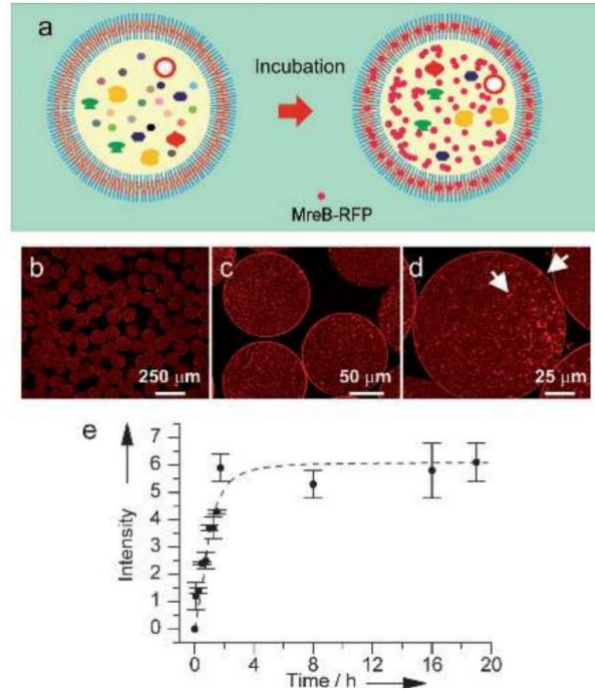 a
Incubation
MreB-RFP
b
250 μm
c
50 μm
d
25 μm
e
7
6
5
4
3
2
1
0
Intensity
0 4 8 12 16 20
Time / h